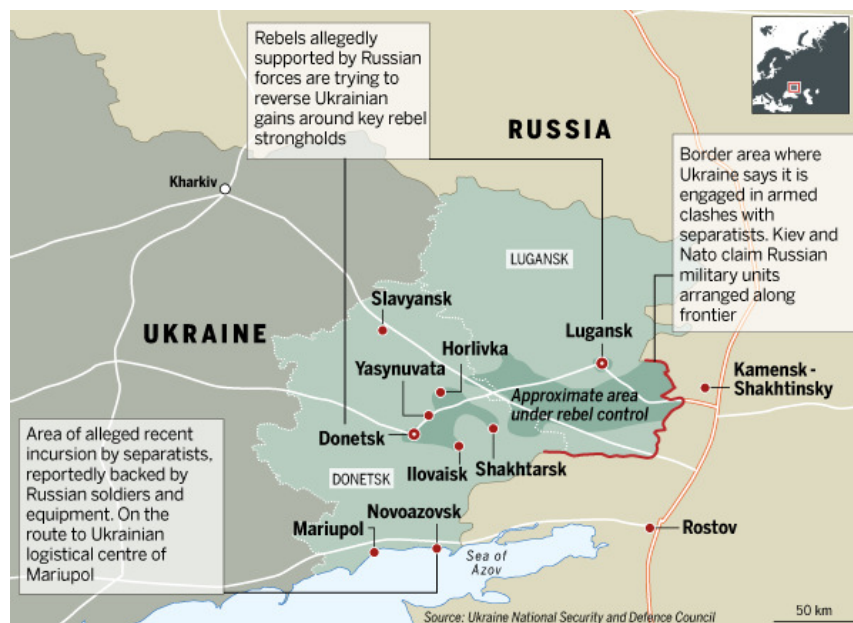 Rebels allegedly
supported by Russian
forces are trying to
reverse Ukrainian
gains around key rebel
strongholds
RUSSIA
Border area where
Ukraine says it is
engaged in armed
clashes with
separatists. Kiev and
Nato claim Russian
military units
arranged along
frontier
Kharkiv
LUGANSK
Slavyansk
UKRAINE
Lugansk
Horlivka
Yasynuvata
Kamensk -
Shakhtinsky
Approximate area
under rebel control
Donetsk
Area of alleged recent
incursion by separatists,
reportedly backed by
Russian soldiers and
equipment. On the
route to Ukrainian
logistical centre of
Mariupol
Ilovaisk
Shakhtarsk
DONETSK
Novoazovsk
Mariupol
Rostov
Sea of
Azov
Source: Ukraine National Security and Defence Council
50 km